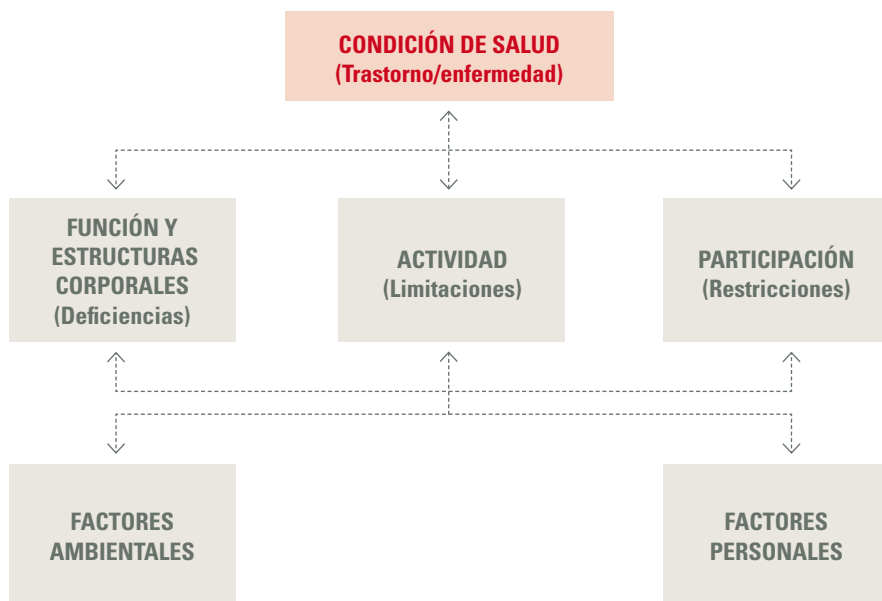 CONDICIÓN DE SALUD
(Trastorno/enfermedad)
FUNCIÓN Y
ESTRUCTURAS
CORPORALES
(Deficiencias)
ACTIVIDAD
(Limitaciones)
PARTICIPACIÓN
(Restricciones)
FACTORES
AMBIENTALES
FACTORES
PERSONALES